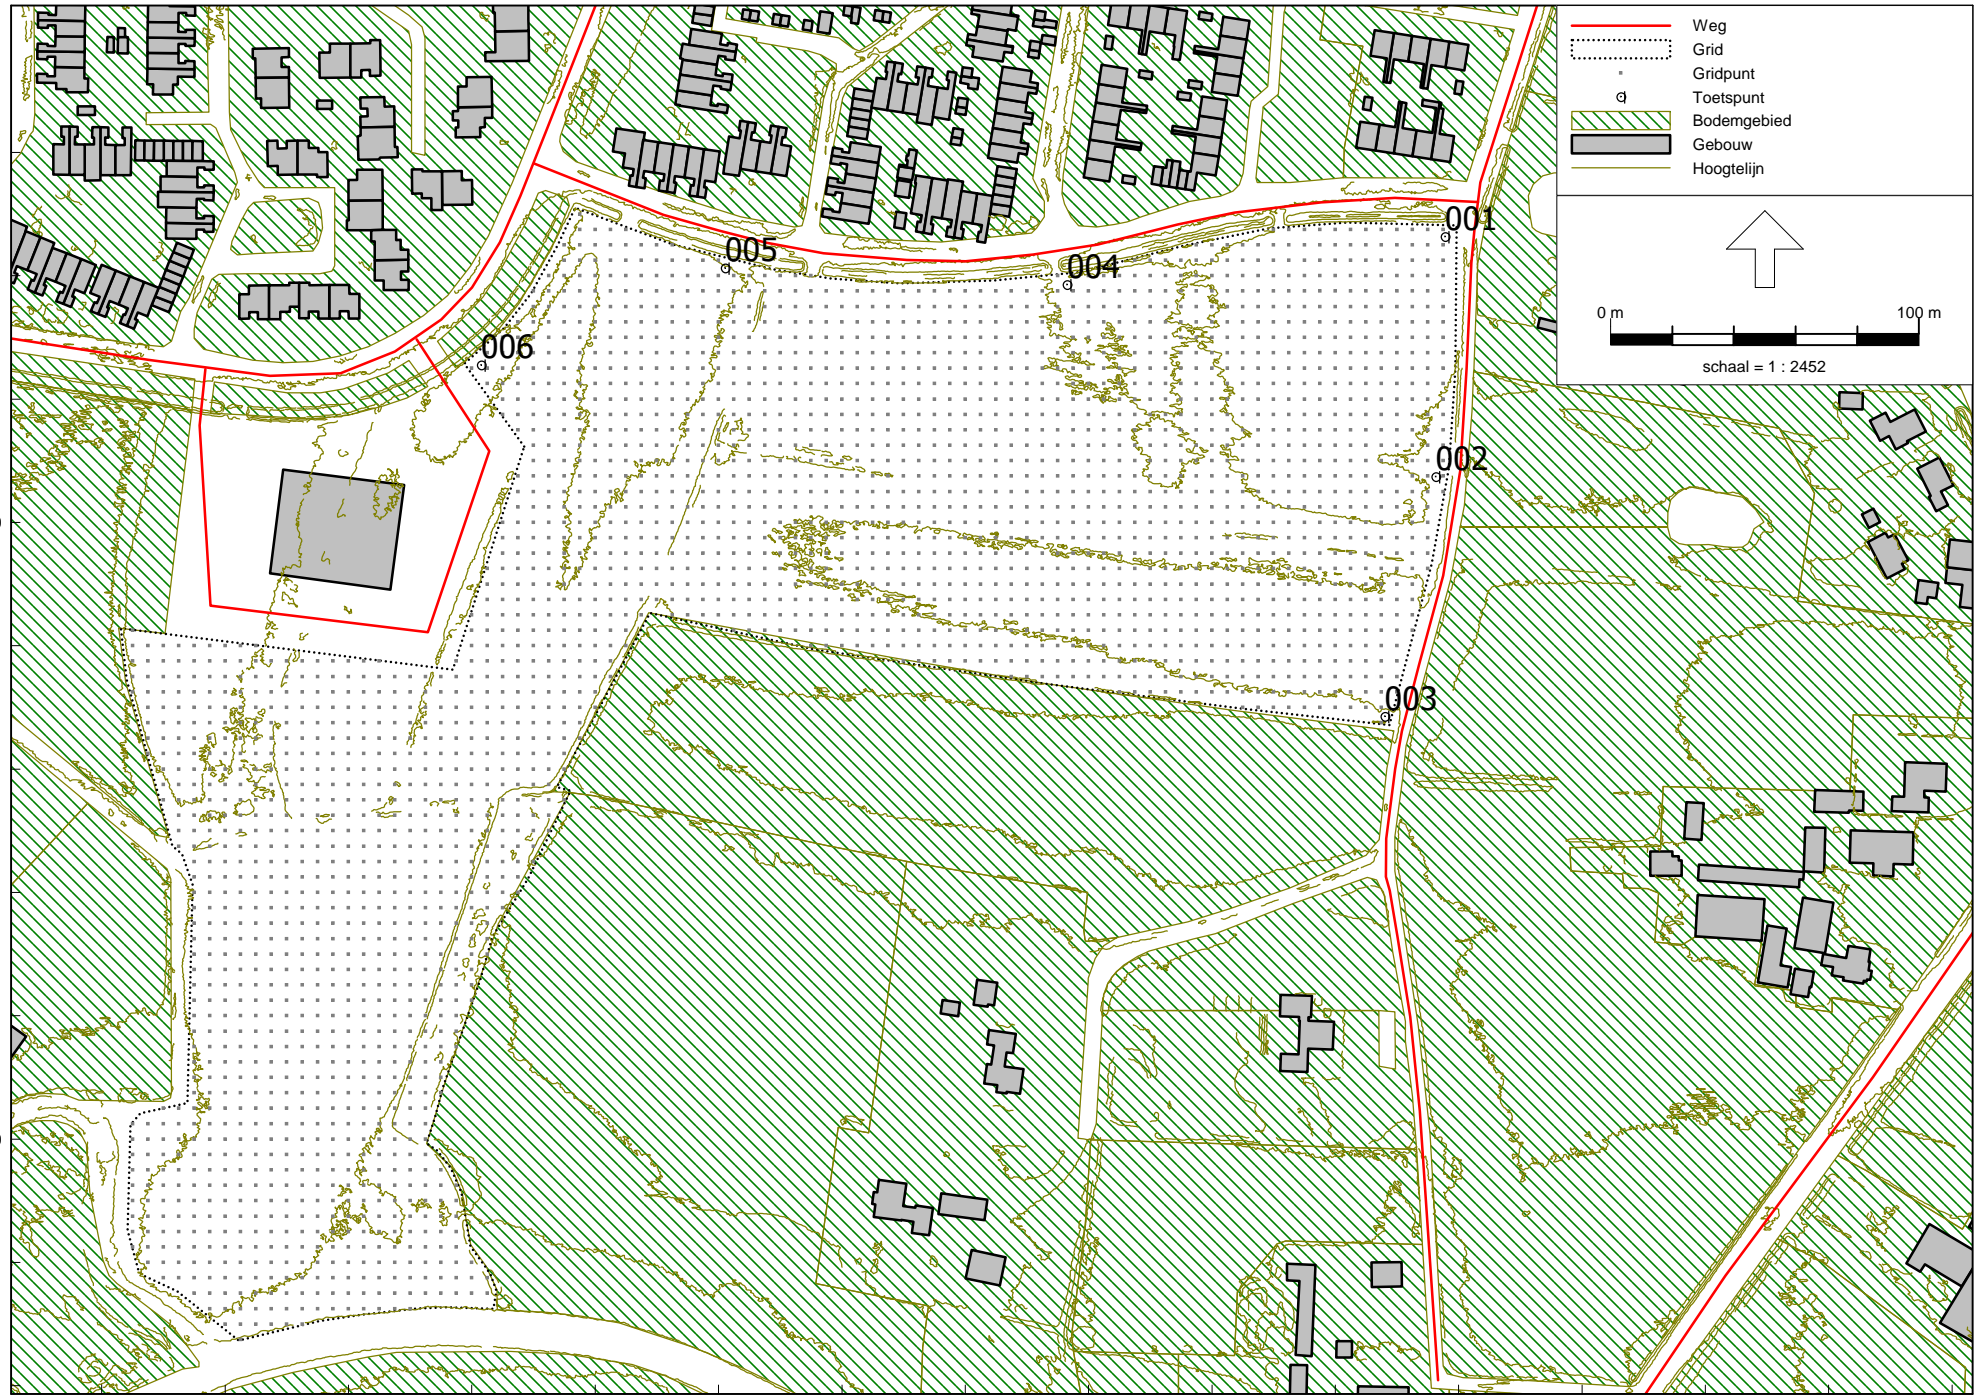 Weg
Grid
Gridpunt
Toetspunt
Bodemgebied
Gebouw
Hoogtelijn
0 m 100 m
schaal = 1 : 2452
001
005
004
006
002
003